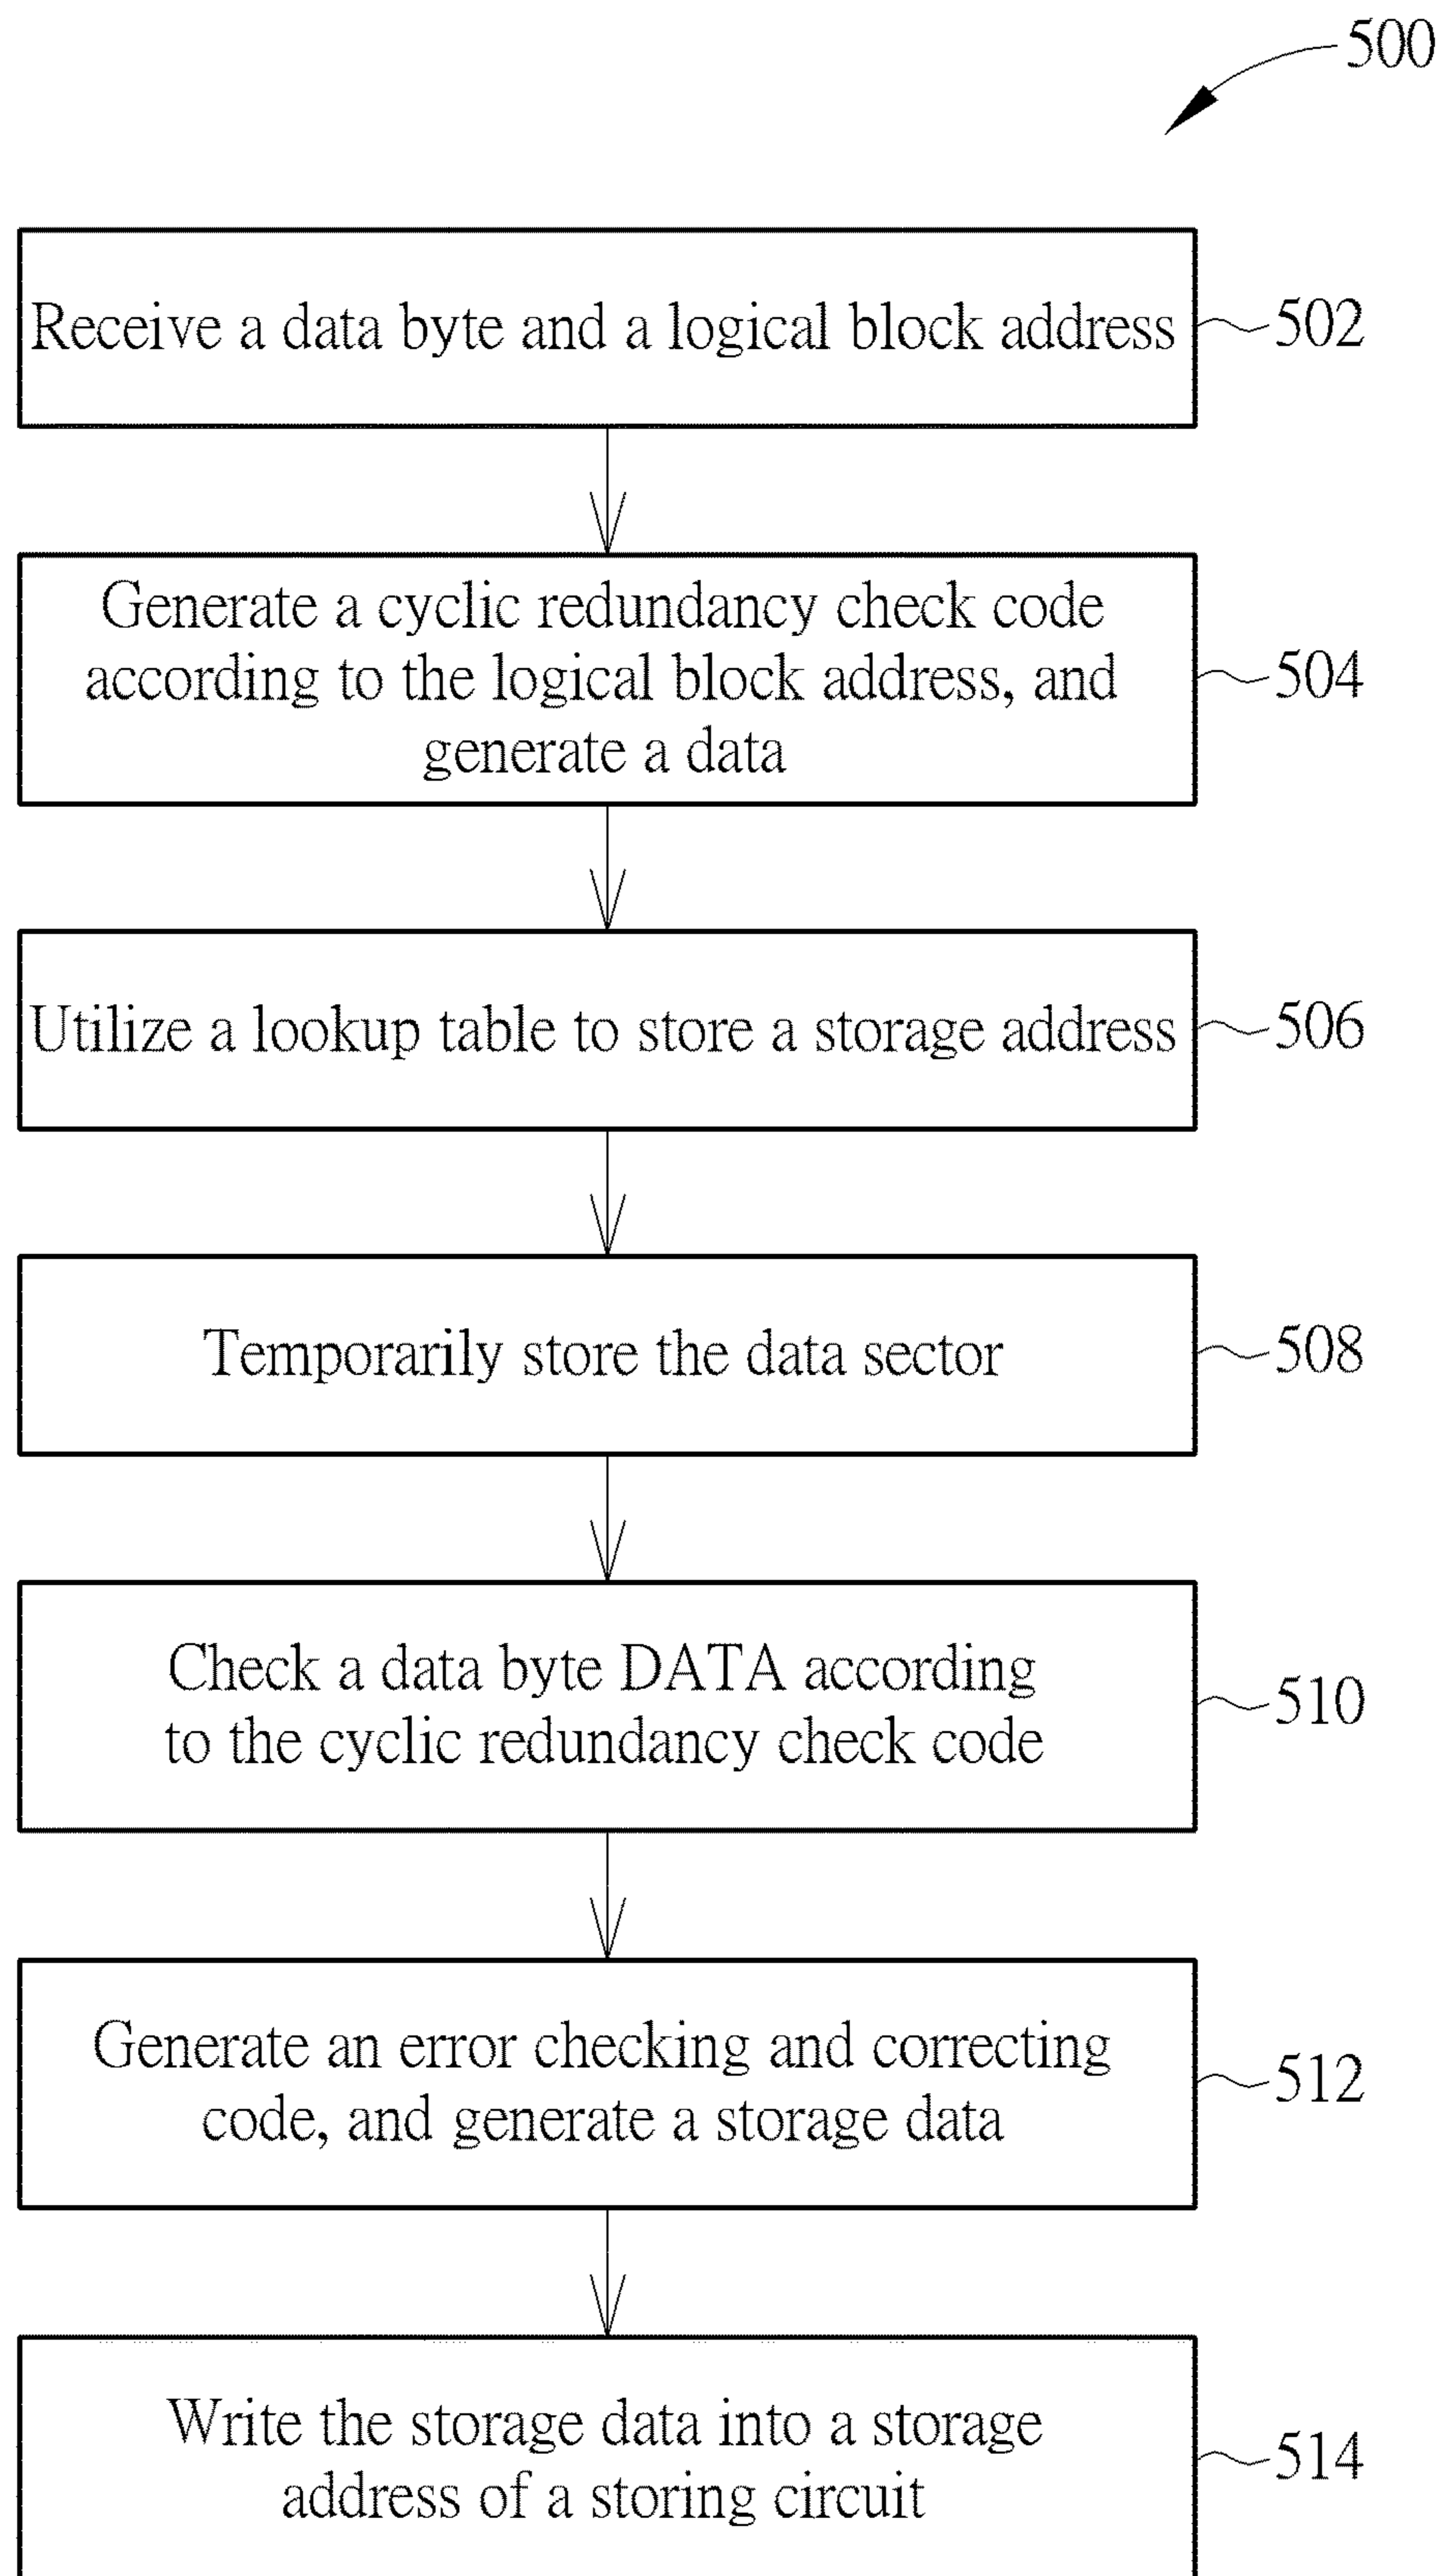 500
Receive a data byte and a logical block address
502
Generate a cyclic redundancy check code
according to the logical block address, and
generate a data
504
Utilize a lookup table to store a storage address
506
Temporarily store the data sector
508
Check a data byte DATA according
to the cyclic redundancy check code
510
Generate an error checking and correcting
code, and generate a storage data
512
Write the storage data into a storage
address of a storing circuit
514